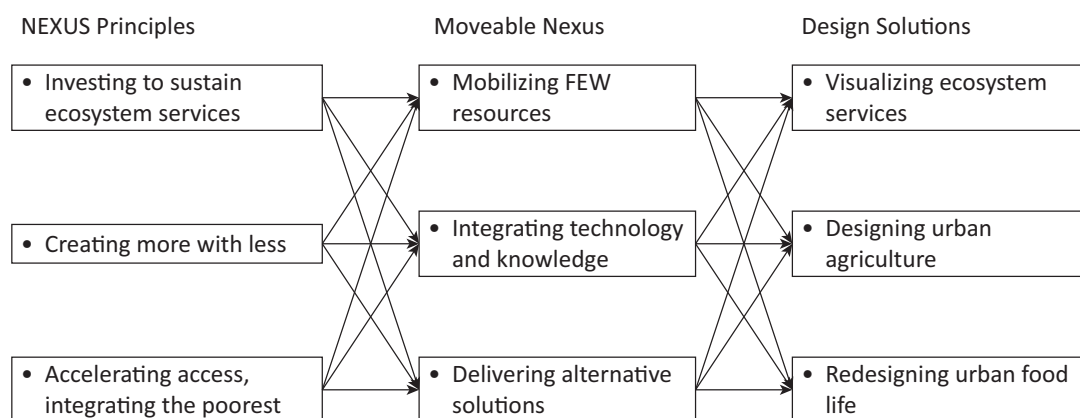 NEXUS Principles
Moveable Nexus
Design Solutions
• Investing to sustain
ecosystem services
• Mobilizing FEW
resources
• Visualizing ecosystem
services
• Creating more with less
• Integrating technology
and knowledge
• Designing urban
agriculture
• Accelerating access,
integrating the poorest
• Delivering alternative
solutions
• Redesigning urban food
life